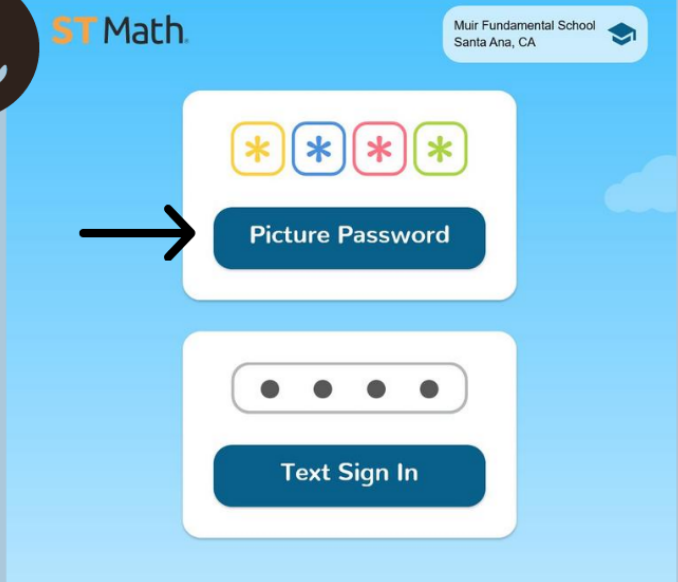 ST Math.
Muir Fundamental School
Santa Ana, CA
* * * *
Picture Password
Text Sign In